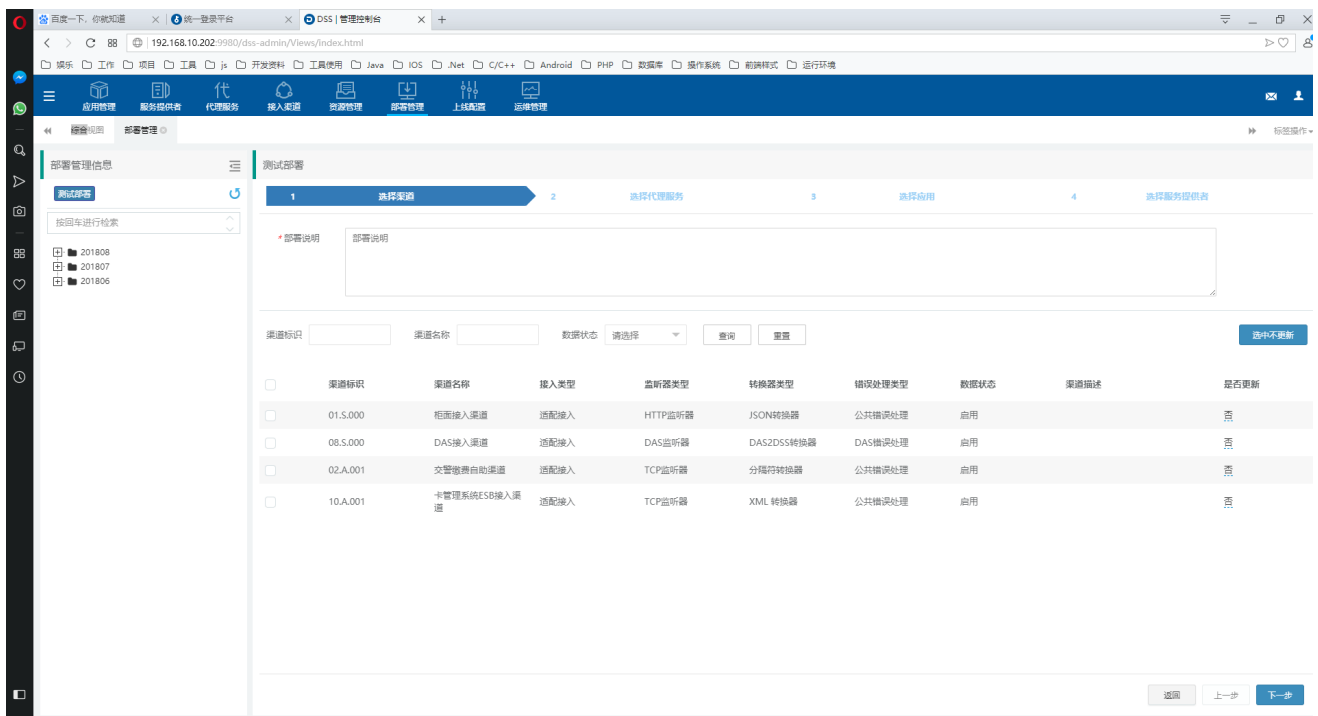 百度一下，你就知道 统一登录平台 DSS | 管理控制台
88 192.168.10.202:9980/dss-admin/Views/index.html
娱乐 工作 项目 工具 js 开发资料 工具使用 Java IOS .Net C/C++ Android PHP 数据库 操作系统 前端样式 运行环境
应用管理 服务提供者 代理服务 接入渠道 资源管理 部署管理 上线配置 运维管理
综合视图 部署管理 标签操作
部署管理信息 测试部署
测试部署 1 选择渠道 2 选择代理服务 3 选择应用 4 选择服务提供者
按回车进行检索
* 部署说明 部署说明
201808
201807
201806
渠道标识 渠道名称 数据状态 请选择 查询 重置 选中不更新
渠道标识 渠道名称 接入类型 监听器类型 转换器类型 错误处理类型 数据状态 渠道描述 是否更新
01.S.000 柜面接入渠道 适配接入 HTTP监听器 JSON转换器 公共错误处理 启用 否
08.S.000 DAS接入渠道 适配接入 DAS监听器 DAS2DSS转换器 DAS错误处理 启用 否
02.A.001 交警缴费自助渠道 适配接入 TCP监听器 分隔符转换器 公共错误处理 启用 否
10.A.001 卡管理系统ESB接入渠道 适配接入 TCP监听器 XML 转换器 公共错误处理 启用 否
返回 上一步 下一步